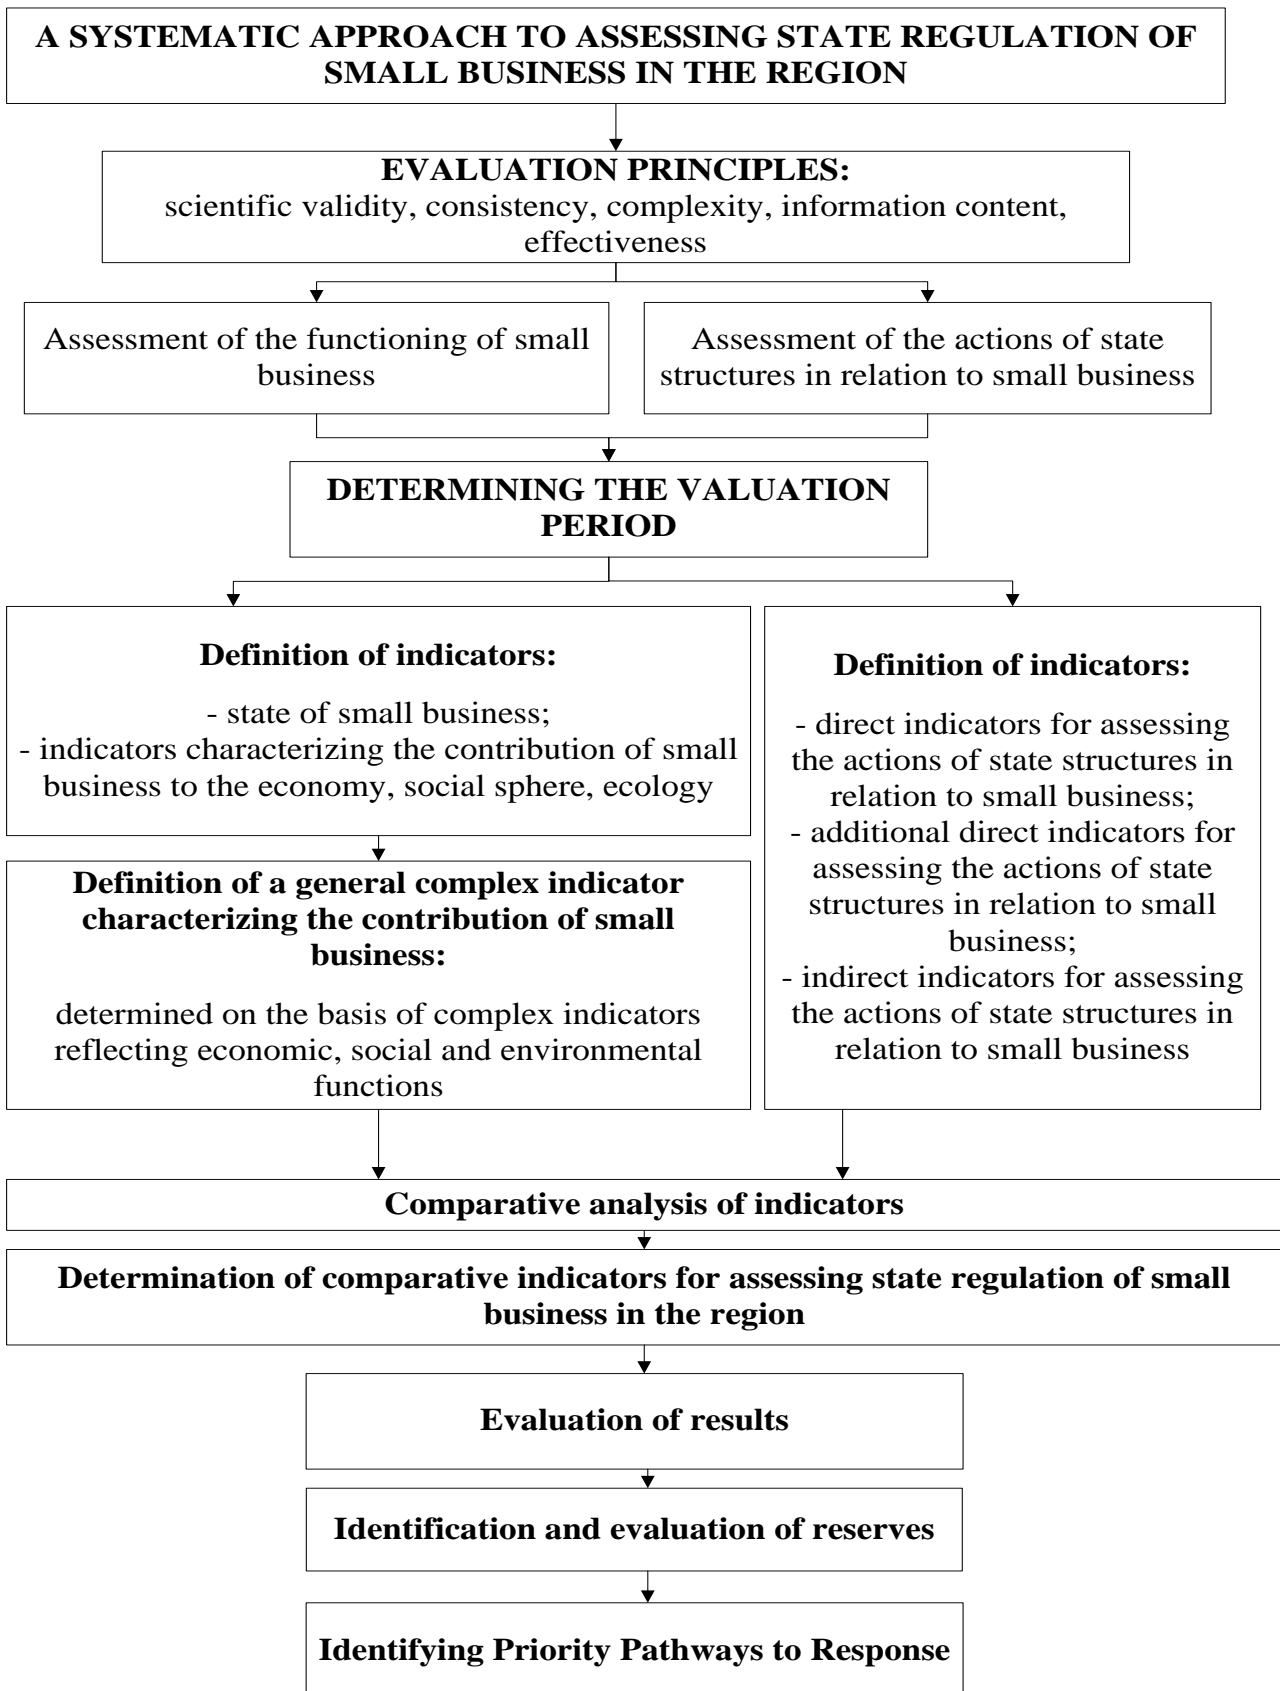 A SYSTEMATIC APPROACH TO ASSESSING STATE REGULATION OF
SMALL BUSINESS IN THE REGION
EVALUATION PRINCIPLES:
scientific validity, consistency, complexity, information content,
effectiveness
Assessment of the functioning of small
business
Assessment of the actions of state
structures in relation to small business
DETERMINING THE VALUATION
PERIOD
Definition of indicators:
- state of small business;
- indicators characterizing the contribution of small
business to the economy, social sphere, ecology
Definition of a general complex indicator
characterizing the contribution of small
business:
determined on the basis of complex indicators
reflecting economic, social and environmental
functions
Definition of indicators:
- direct indicators for assessing
the actions of state structures in
relation to small business;
- additional direct indicators for
assessing the actions of state
structures in relation to small
business;
- indirect indicators for assessing
the actions of state structures in
relation to small business
Comparative analysis of indicators
Determination of comparative indicators for assessing state regulation of small
business in the region
Evaluation of results
Identification and evaluation of reserves
Identifying Priority Pathways to Response